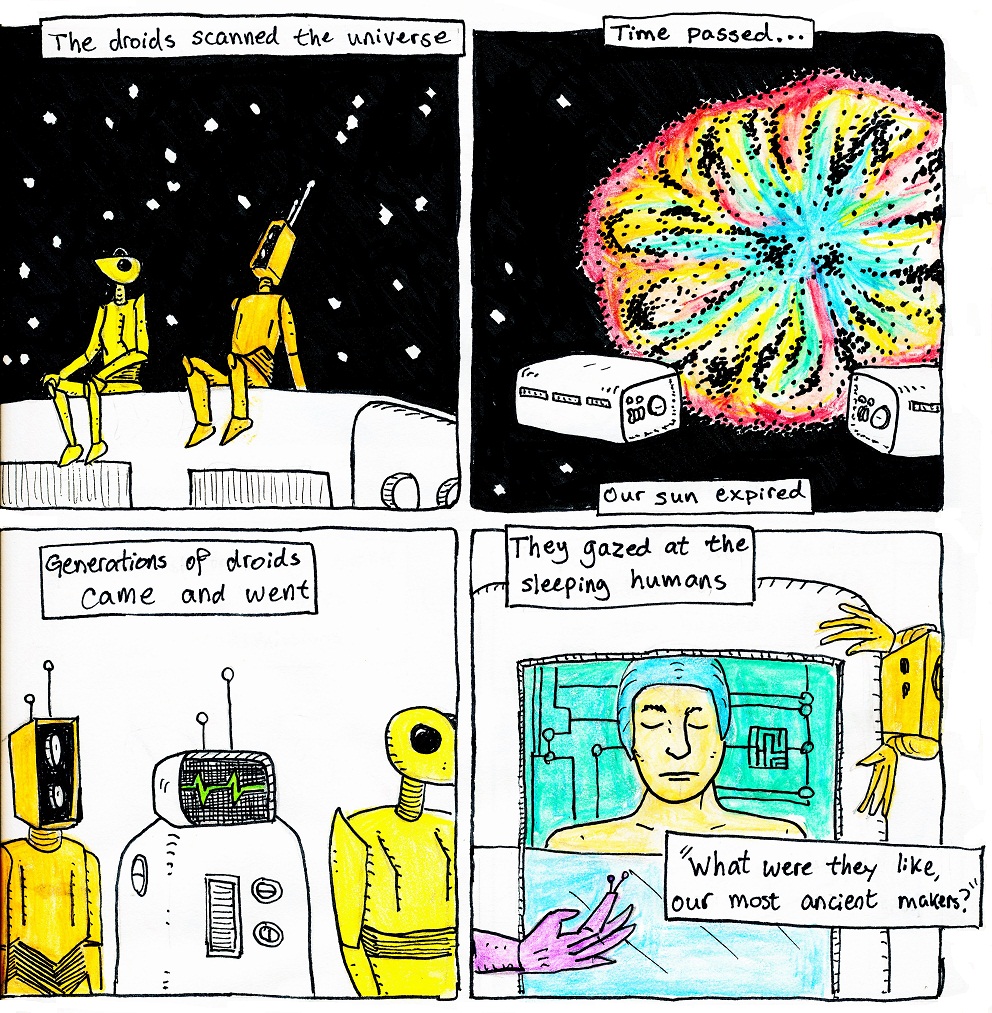 The droids scanned the universe
Time passed...
Our sun expired
Generations of droids
came and went
They gazed at the
sleeping humans
"What were they like,
our most ancient makers?"